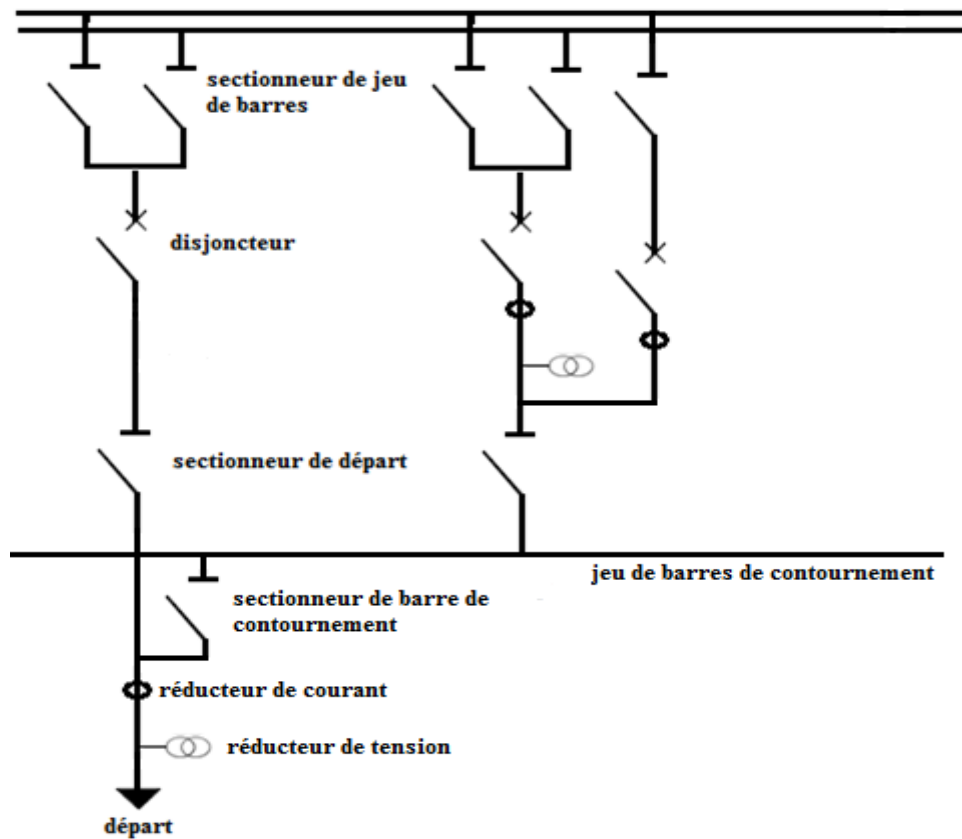 sectionneur de jeu
de barres
disjoncteur
sectionneur de départ
jeu de barres de contournement
sectionneur de barre de
contournement
réducteur de courant
réducteur de tension
départ